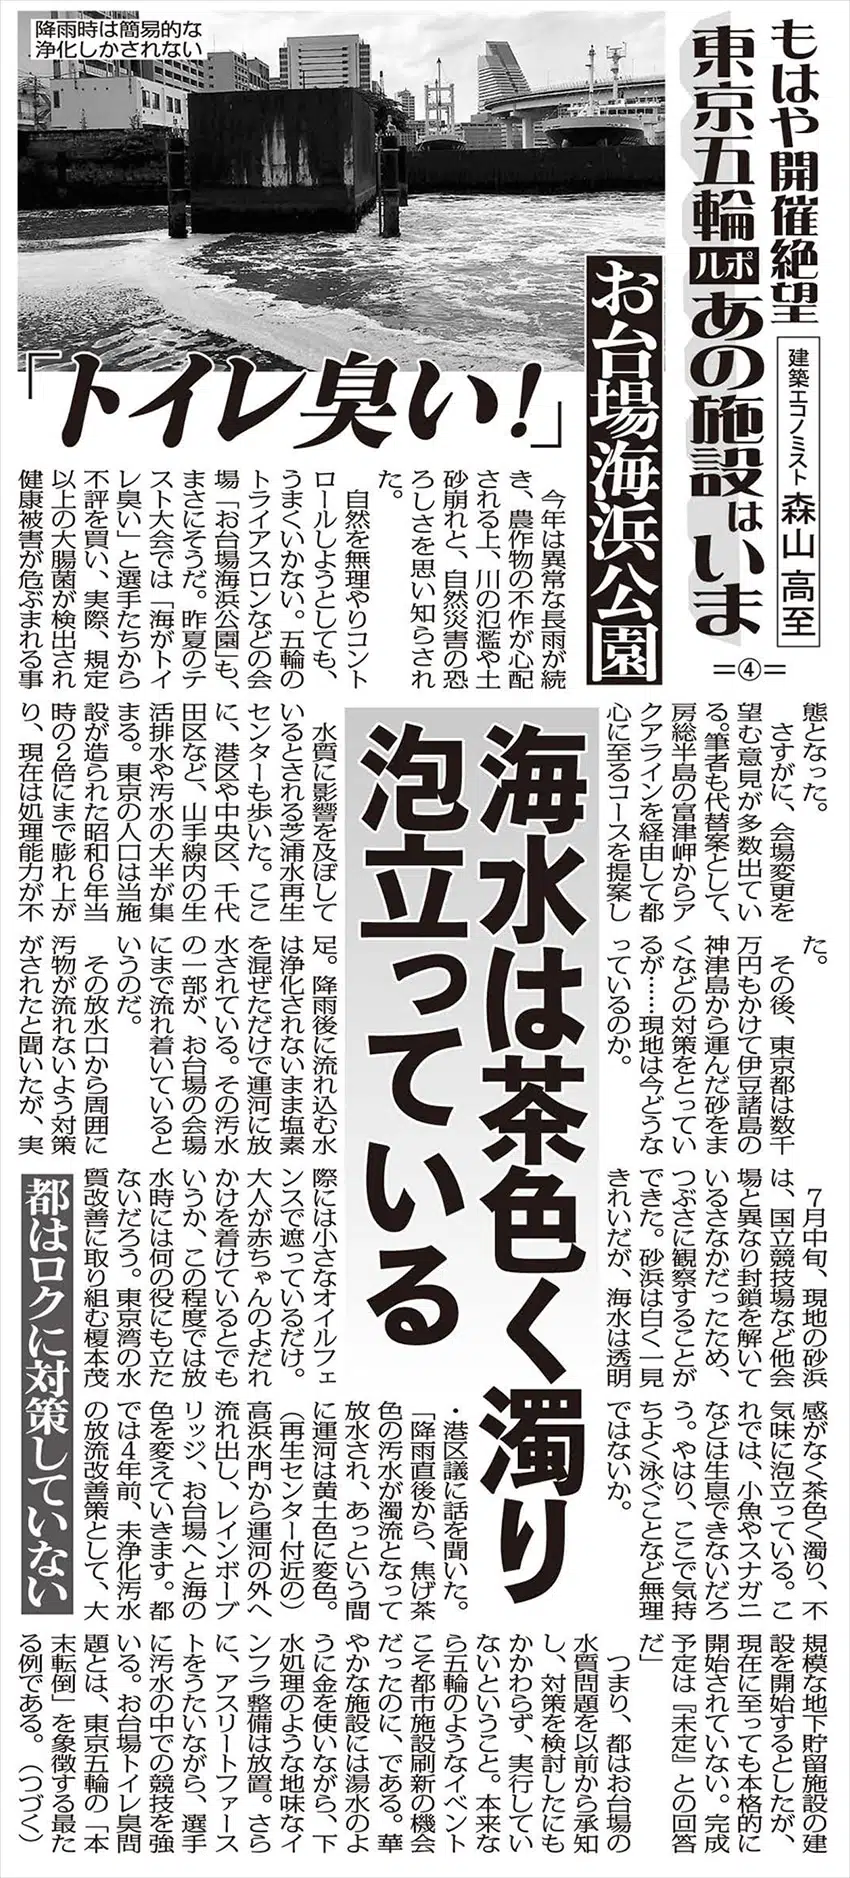 もはや開催絶望
東京五輪ルポあの施設はいま
建築エコノミスト 森山高至
=④=
降雨時は簡易的な
浄化しかされない
お台場海浜公園
「トイレ臭い!」
今年は異常な長雨が続
き、農作物の不作が心配
される上、川の氾濫や土
砂崩れと、自然災害の恐
ろしさを思い知らされ
た。
自然を無理やりコント
ロールしようとしても、
うまくいかない。五輪の
トライアスロンなどの会
場「お台場海浜公園」も、
まさにそうだ。昨夏のテ
スト大会では「海がトイ
レ臭い」と選手たちから
不評を買い、実際、規定
以上の大腸菌が検出され
健康被害が危ぶまれる事
態となった。
さすがに、会場変更を
望む意見が多数出てい
る。筆者も代替案として、
房総半島の富津岬からア
クアラインを経由して都
心に至るコースを提案し
た。
その後、東京都は数千
万円もかけて伊豆諸島の
神津島から運んだ砂をま
くなどの対策をとってい
るが……現地は今どうな
っているのか。
7月中旬、現地の砂浜
は、国立競技場など他会
場と異なり封鎖を解いて
いるさなかだったため、
つぶさに観察することが
できた。砂浜は白く一見
きれいだが、海水は透明
感がなく茶色く濁り、不
気味に泡立っている。こ
れでは、小魚やスナガニ
などは生息できないだろ
う。やはり、ここで気持
ちよく泳ぐことなど無理
ではないか。
海水は茶色く濁り
泡立っている
水質に影響を及ぼして
いるとされる芝浦水再生
センターも歩いた。ここ
に、港区や中央区、千代
田区など、山手線内の生
活排水や汚水の大半が集
まる。東京の人口は当施
設が造られた昭和6年当
時の2倍にまで膨れ上が
り、現在は処理能力が不
足。降雨後に流れ込む水
は浄化されないまま塩素
を混ぜただけで運河に放
水されている。その汚水
の一部が、お台場の会場
にまで流れ着いていると
いうのだ。
その放水口から周囲に
汚物が流れないよう対策
がされたと聞いたが、実
際には小さなオイルフェ
ンスで遮っているだけ。
大人が赤ちゃんのよだれ
かけを着けているとでも
いうか、この程度では放
水時には何の役にも立た
ないだろう。東京湾の水
質改善に取り組む榎本茂
都はロクに対策していない
・港区議に話を聞いた。
「降雨直後から、焦げ茶
色の汚水が濁流となって
放水され、あっという間
に運河は黄土色に変色。
(再生センター付近の)
高浜水門から運河の外へ
流れ出し、レインボーブ
リッジ、お台場へと海の
色を変えていきます。都
では4年前、未浄化汚水
の放流改善策として、大
規模な地下貯留施設の建
設を開始するとしたが、
現在に至っても本格的に
開始されていない。完成
予定は『未定』との回答
だ」
つまり、都はお台場の
水質問題を以前から承知
し、対策を検討したにも
かかわらず、実行してい
ないということ。本来な
ら五輪のようなイベント
こそ都市施設刷新の機会
だったのに、である。華
やかな施設には湯水のよ
うに金を使いながら、下
水処理のような地味なイ
ンフラ整備は放置。さら
に、アスリートファース
トをうたいながら、選手
に汚水の中での競技を強
いる。お台場トイレ臭問
題とは、東京五輪の「本
末転倒」を象徴する最た
る例である。 (つづく)